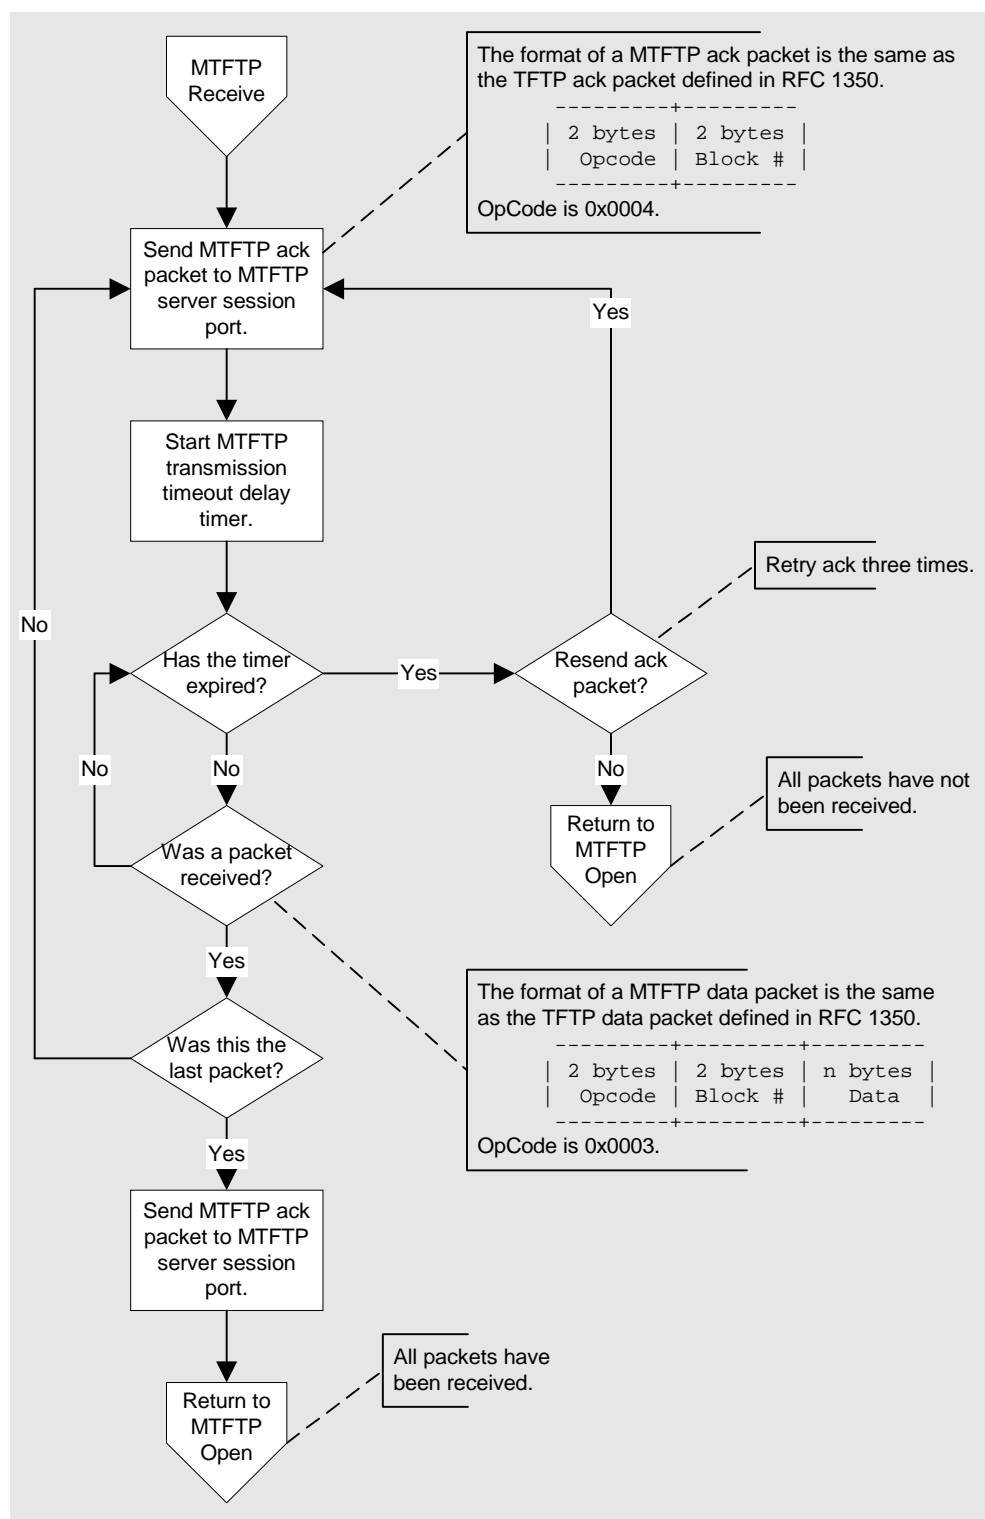 MTFTP
Receive
The format of a MTFTP ack packet is the same as
the TFTP ack packet defined in RFC 1350.
---------+---------
| 2 bytes | 2 bytes |
| Opcode | Block # |
---------+---------
OpCode is 0x0004.
Send MTFTP ack
packet to MTFTP
server session
port.
Yes
Start MTFTP
transmission
timeout delay
timer.
Retry ack three times.
No
Has the timer
expired?
Yes
Resend ack
packet?
No
No
No
All packets have not
been received.
Return to
MTFTP
Open
Was a packet
received?
Yes
The format of a MTFTP data packet is the same
as the TFTP data packet defined in RFC 1350.
---------+---------+---------
| 2 bytes | 2 bytes | n bytes |
| Opcode | Block # | Data |
---------+---------+---------
OpCode is 0x0003.
Was this the
last packet?
Yes
Send MTFTP ack
packet to MTFTP
server session
port.
All packets have
been received.
Return to
MTFTP
Open